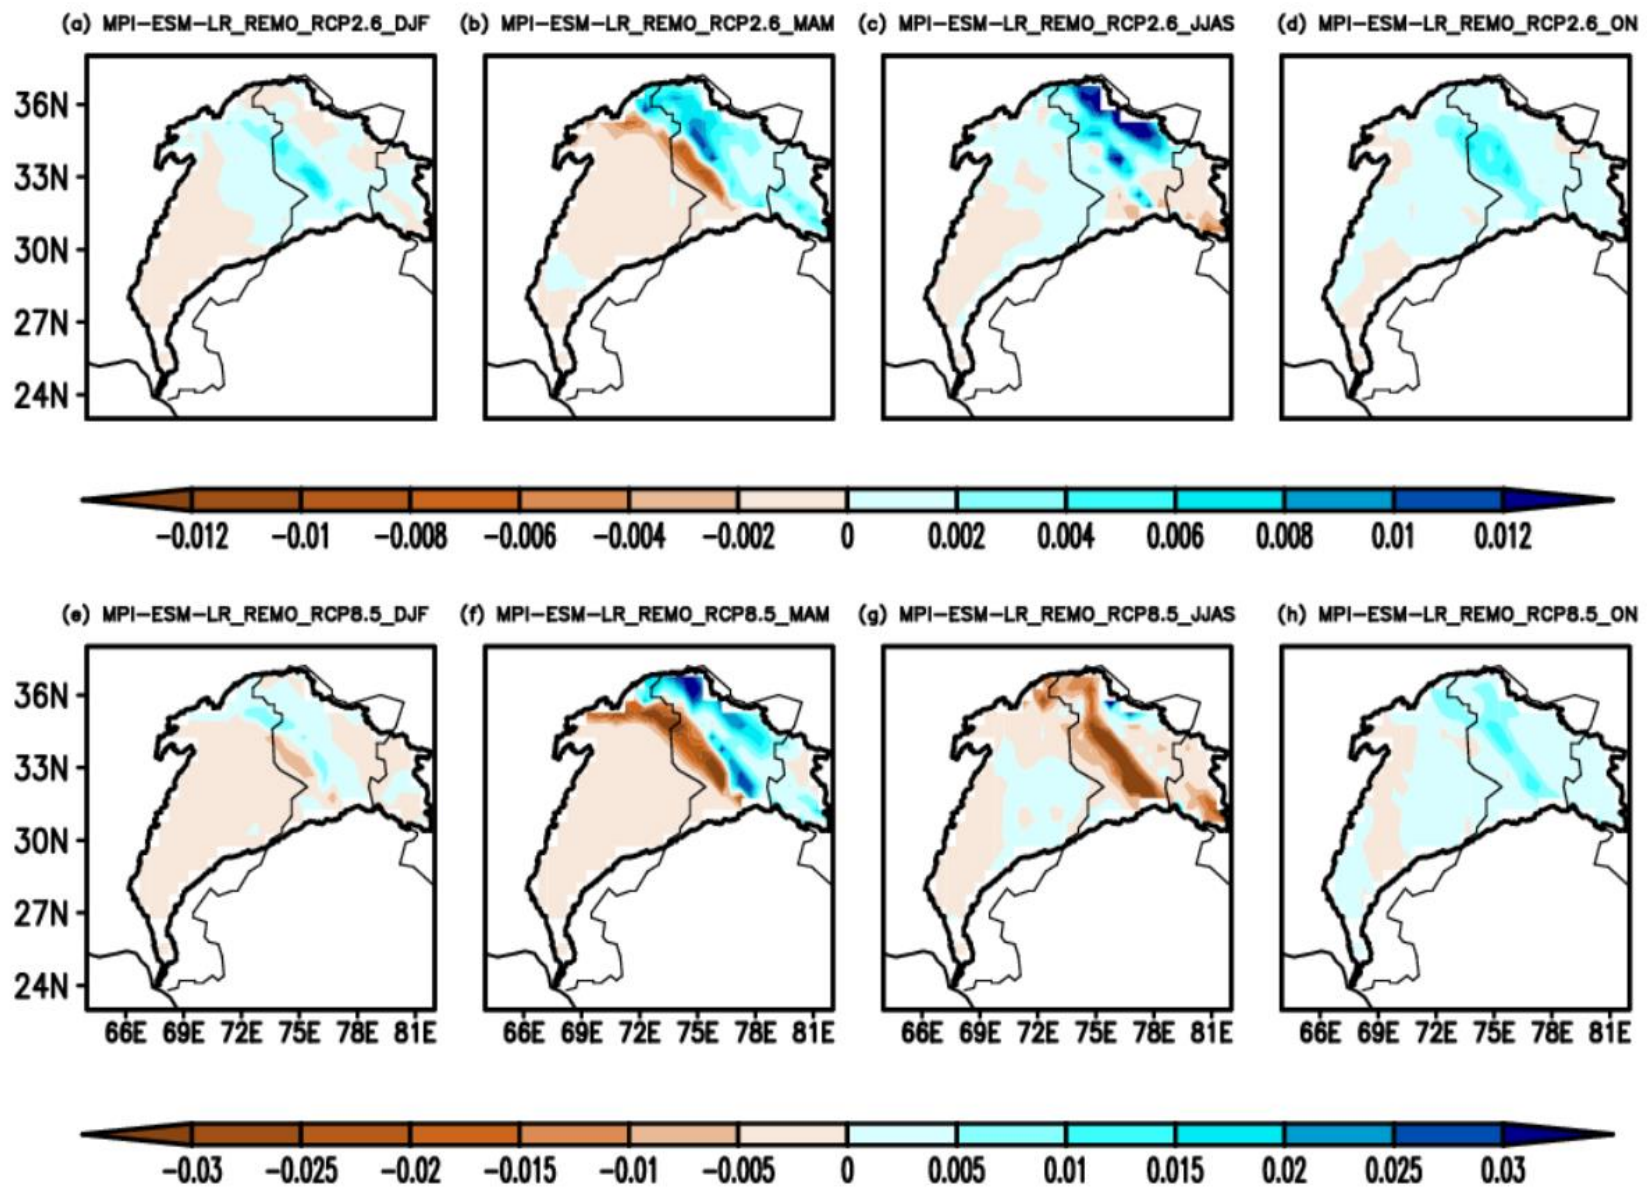 (a) MPI-ESM-LR_REMO_RCP2.6_DJF (b) MPI-ESM-LR_REMO_RCP2.6_MAM (c) MPI-ESM-LR_REMO_RCP2.6_JJAS (d) MPI-ESM-LR_REMO_RCP2.6_ON
36N
33N
30N
27N
24N
-0.012 -0.01 -0.008 -0.006 -0.004 -0.002 0 0.002 0.004 0.006 0.008 0.01 0.012
(e) MPI-ESM-LR_REMO_RCP8.5_DJF (f) MPI-ESM-LR_REMO_RCP8.5_MAM (g) MPI-ESM-LR_REMO_RCP8.5_JJAS (h) MPI-ESM-LR_REMO_RCP8.5_ON
36N
33N
30N
27N
24N
66E 69E 72E 75E 78E 81E 66E 69E 72E 75E 78E 81E 66E 69E 72E 75E 78E 81E 66E 69E 72E 75E 78E 81E
-0.03 -0.025 -0.02 -0.015 -0.01 -0.005 0 0.005 0.01 0.015 0.02 0.025 0.03